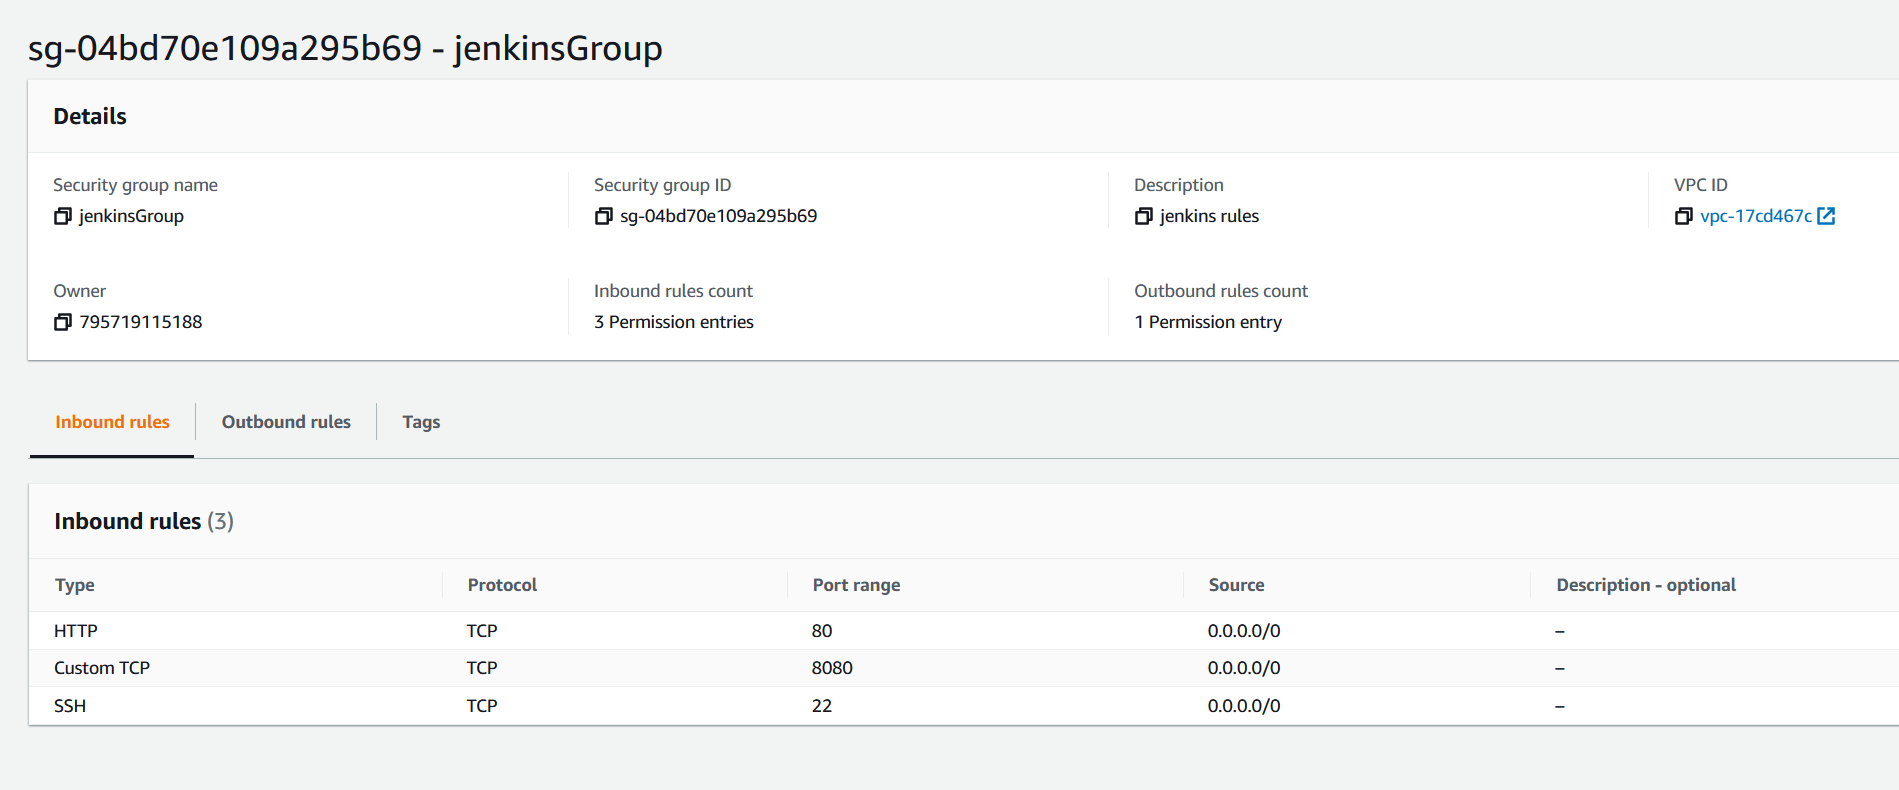 sg-04bd70e109a295b69 - jenkinsGroup
Details
Security group name
jenkinsGroup
Security group ID
sg-04bd70e109a295b69
Description
jenkins rules
VPC ID
vpc-17cd467c
Owner
795719115188
Inbound rules count
3 Permission entries
Outbound rules count
1 Permission entry
Inbound rules Outbound rules Tags
Inbound rules (3)
Type Protocol Port range Source Description - optional
HTTP TCP 80 0.0.0.0/0 –
Custom TCP TCP 8080 0.0.0.0/0 –
SSH TCP 22 0.0.0.0/0 –